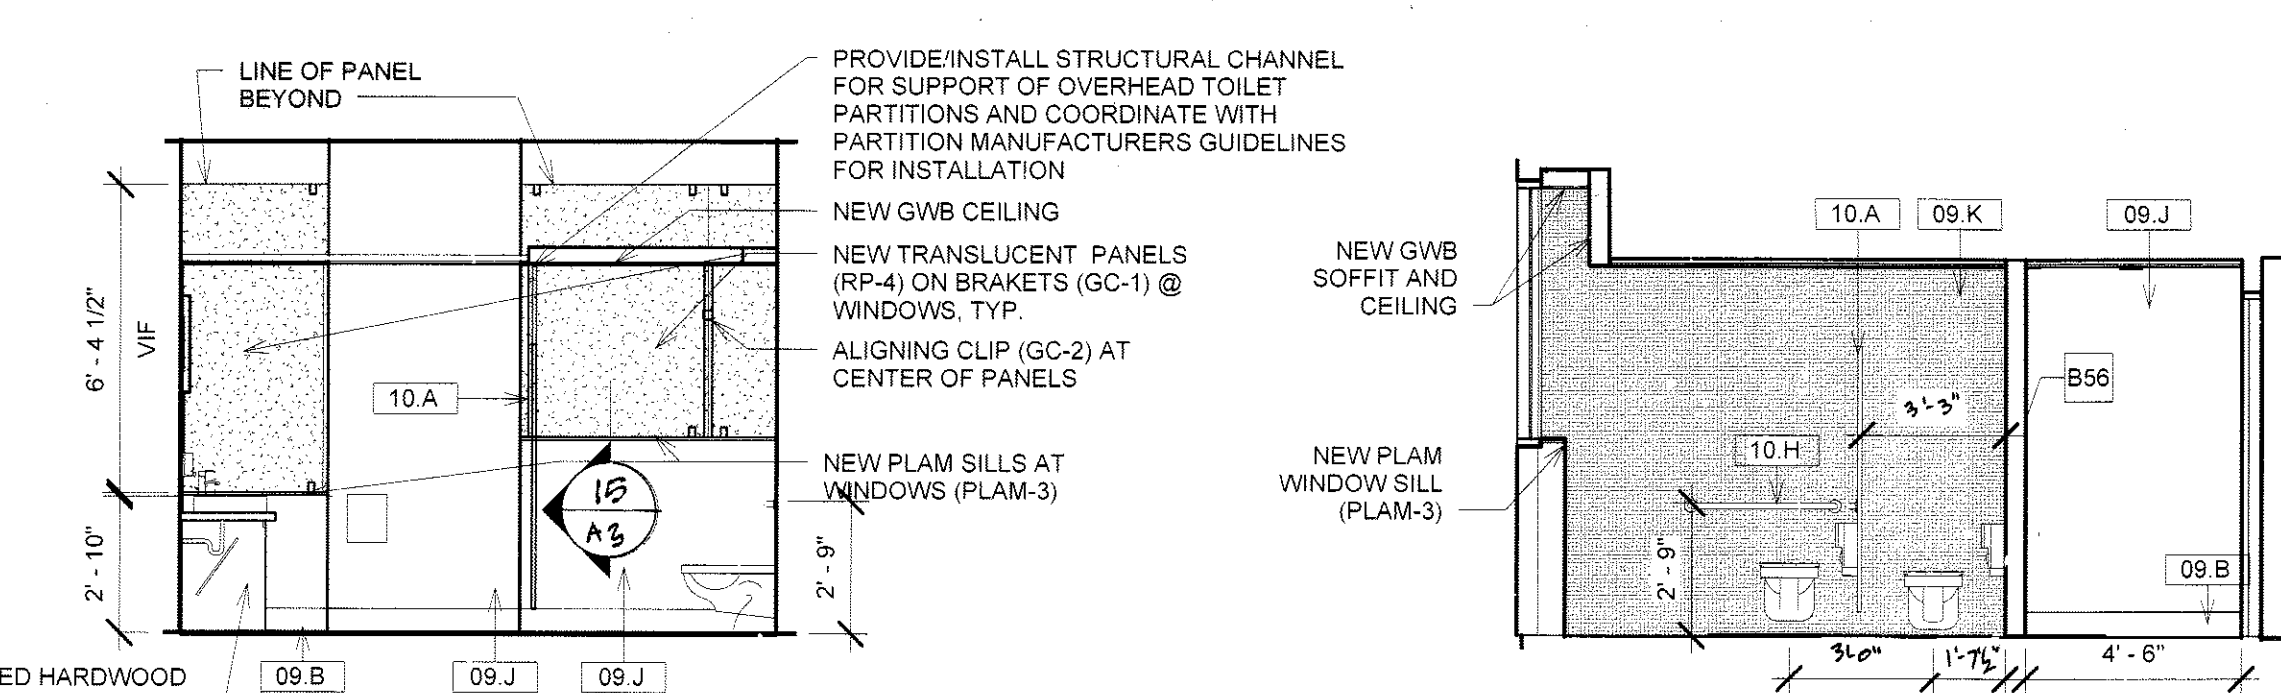 LINE OF PANEL
BEYOND
PROVIDE/INSTALL STRUCTURAL CHANNEL
FOR SUPPORT OF OVERHEAD TOILET
PARTITIONS AND COORDINATE WITH
PARTITION MANUFACTURERS GUIDELINES
FOR INSTALLATION
NEW GWB CEILING
NEW TRANSLUCENT PANELS
(RP-4) ON BRAKETS (GC-1) @
WINDOWS, TYP.
ALIGNING CLIP (GC-2) AT
CENTER OF PANELS
NEW PLAM SILLS AT
WINDOWS (PLAM-3)
6' - 4 1/2"
VIF
2' - 10"
10.A
15
A3
2' - 9"
ED HARDWOOD
09.B
09.J
09.J
NEW GWB
SOFFIT AND
CEILING
NEW PLAM
WINDOW SILL
(PLAM-3)
10.A
09.K
09.J
B56
3'-3"
10.H
2' - 9"
09.B
3'-0"
1'-7½"
4' - 6"